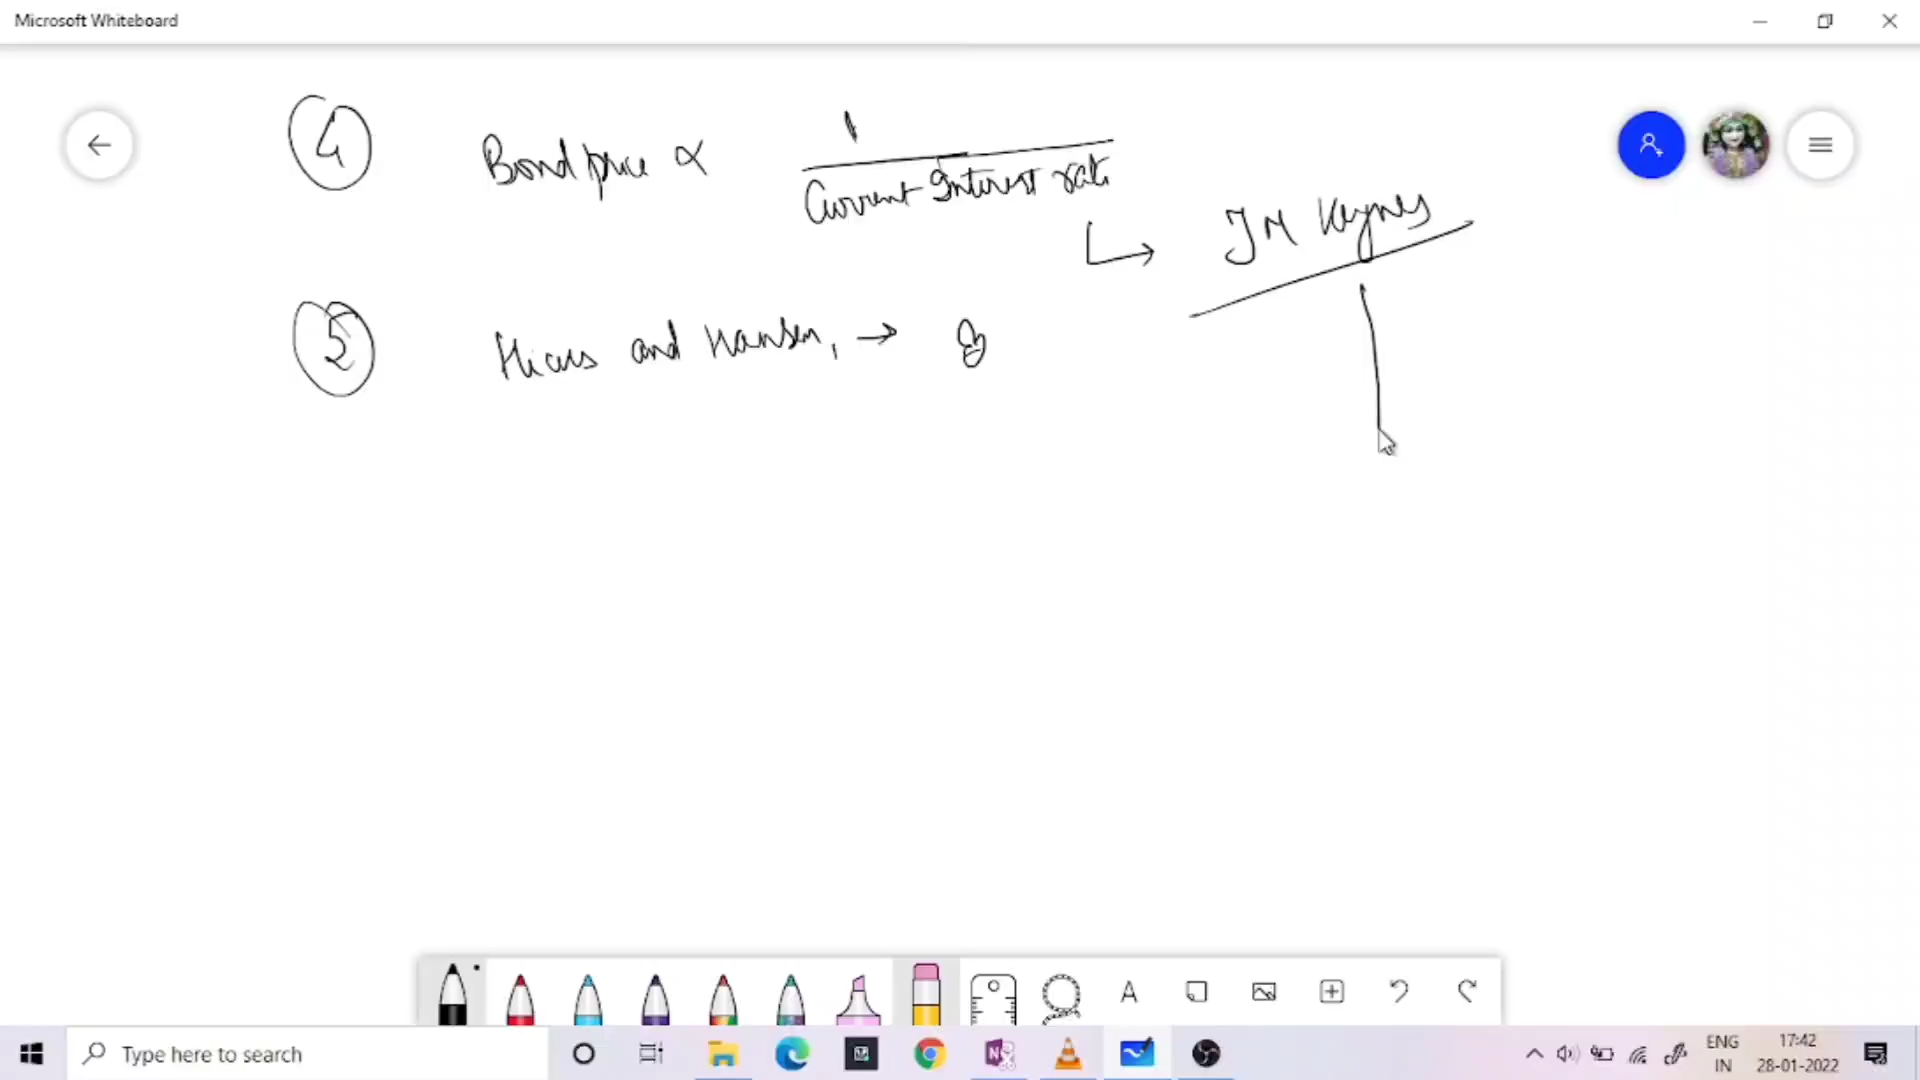 Microsoft Whiteboard
4 Bond price ∝ 1
Current Interest rate
↳ JM Keynes
5 Hicks and Hansen, →
A
Type here to search
ENG
IN
17:42
28-01-2022